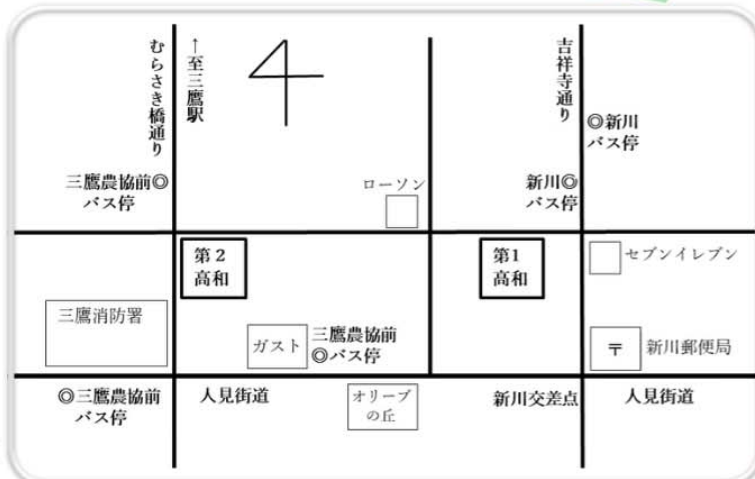 むらさき橋通り
↑至三鷹駅
吉祥寺通り
◎新川
バス停
三鷹農協前◎
バス停
ローソン
新川◎
バス停
第2
高和
第1
高和
セブンイレブン
三鷹消防署
ガスト
三鷹農協前
◎バス停
〒
新川郵便局
◎三鷹農協前
バス停
人見街道
オリーブ
の丘
新川交差点
人見街道